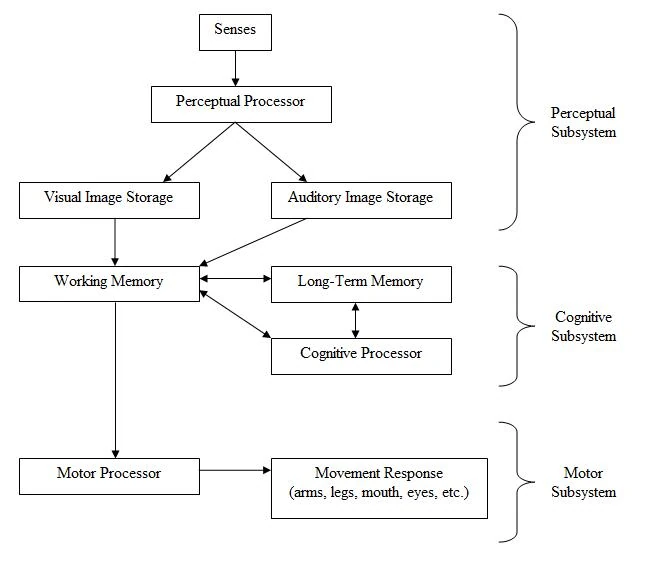 Senses
Perceptual Processor
Perceptual
Subsystem
Visual Image Storage
Auditory Image Storage
Working Memory
Long-Term Memory
Cognitive
Subsystem
Cognitive Processor
Motor Processor
Movement Response
(arms, legs, mouth, eyes, etc.)
Motor
Subsystem